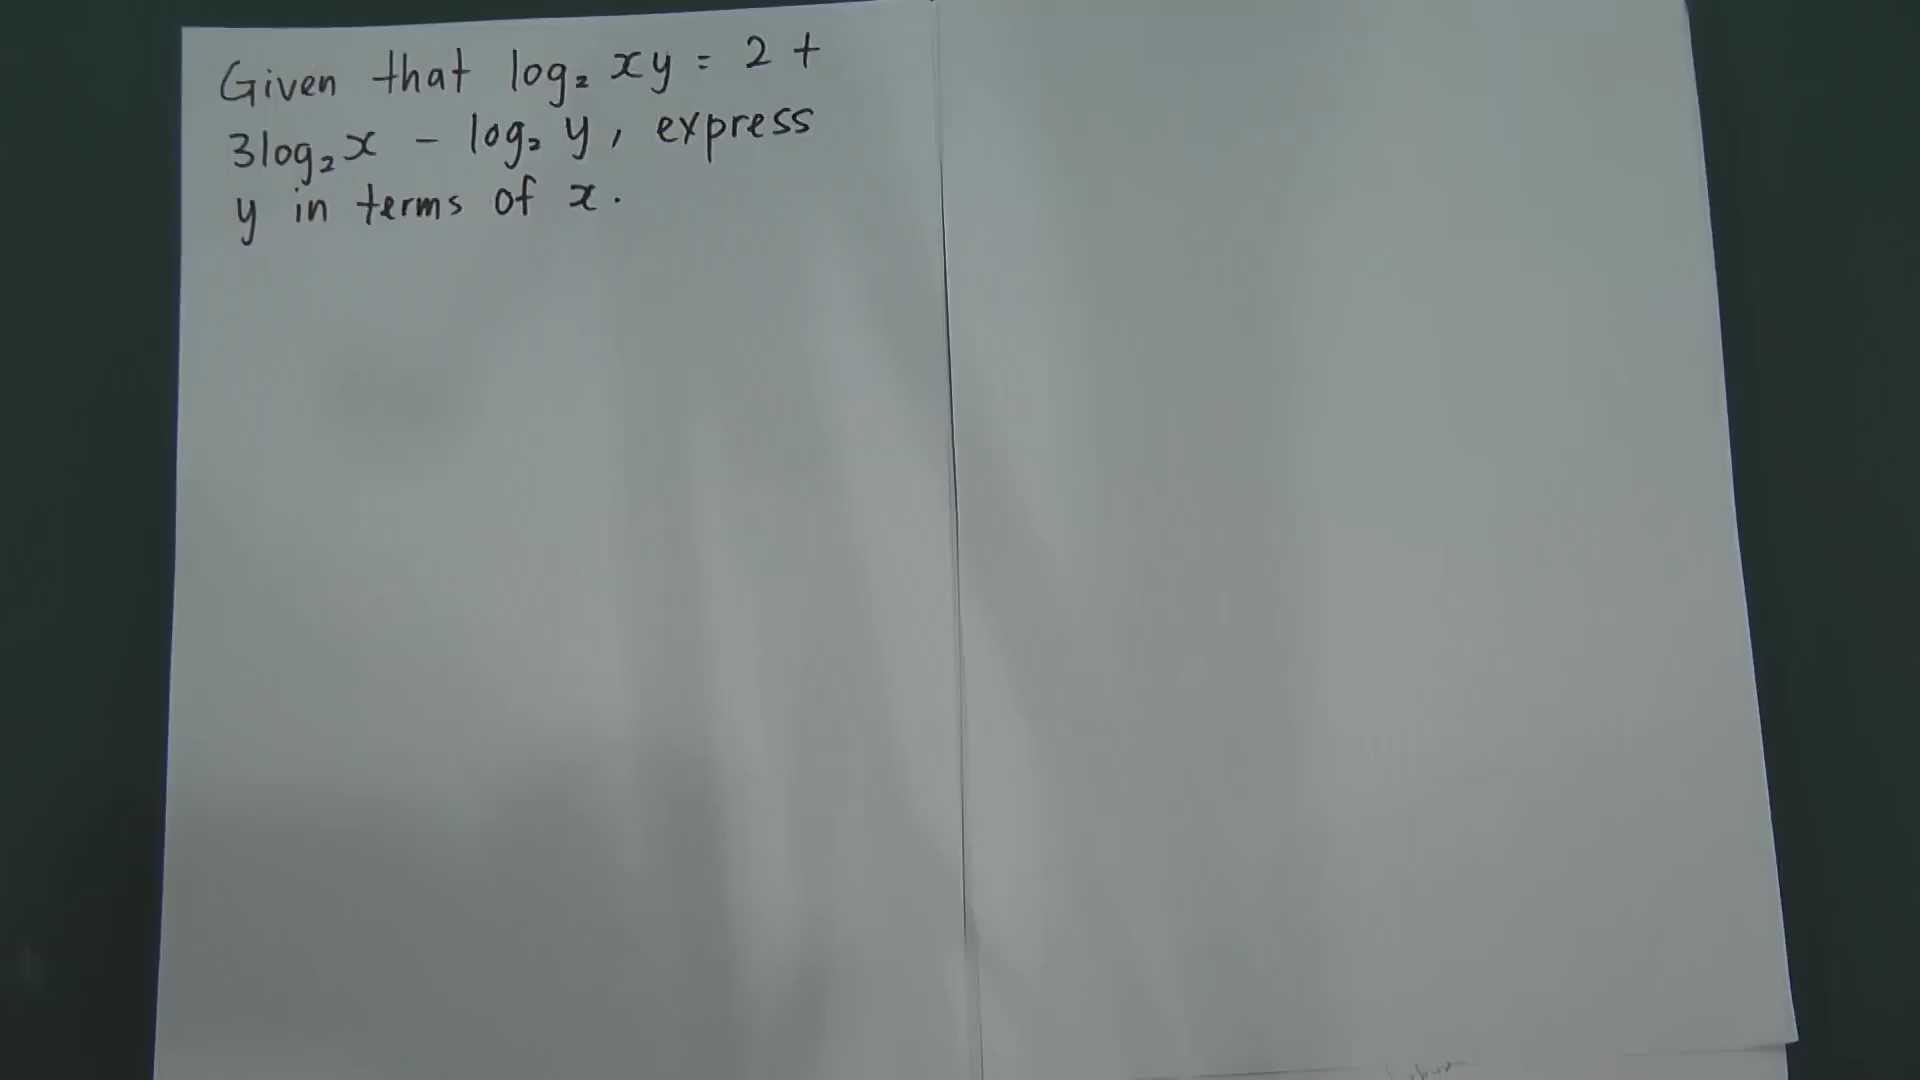 Given that log₂ xy = 2 +
3log₂x - log₂ y, express
y in terms of x.